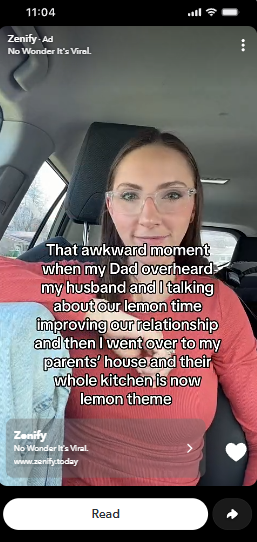 11:04
Zenify · Ad
No Wonder It's Viral.
That awkward moment
when my Dad overheard
my husband and I talking
about our lemon time
improving our relationship
and then I went over to my
parents' house and their
whole kitchen is now
lemon theme
Zenify
No Wonder It's Viral.
www.zenify.today
Read